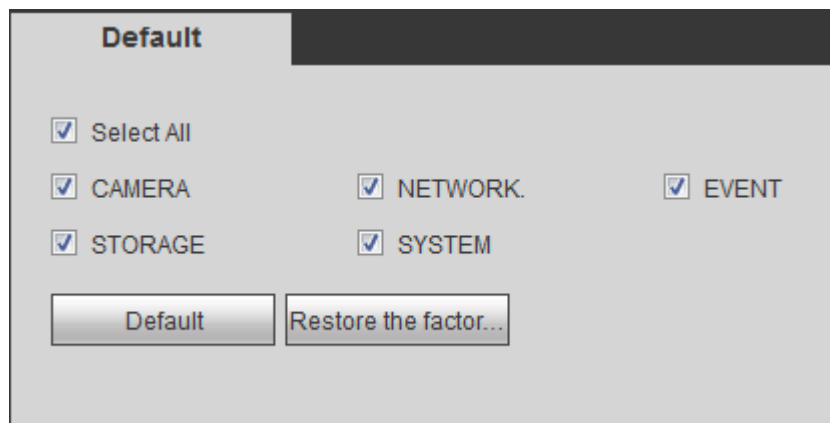 Default
Select All
CAMERA NETWORK. EVENT
STORAGE SYSTEM
Default Restore the factor...